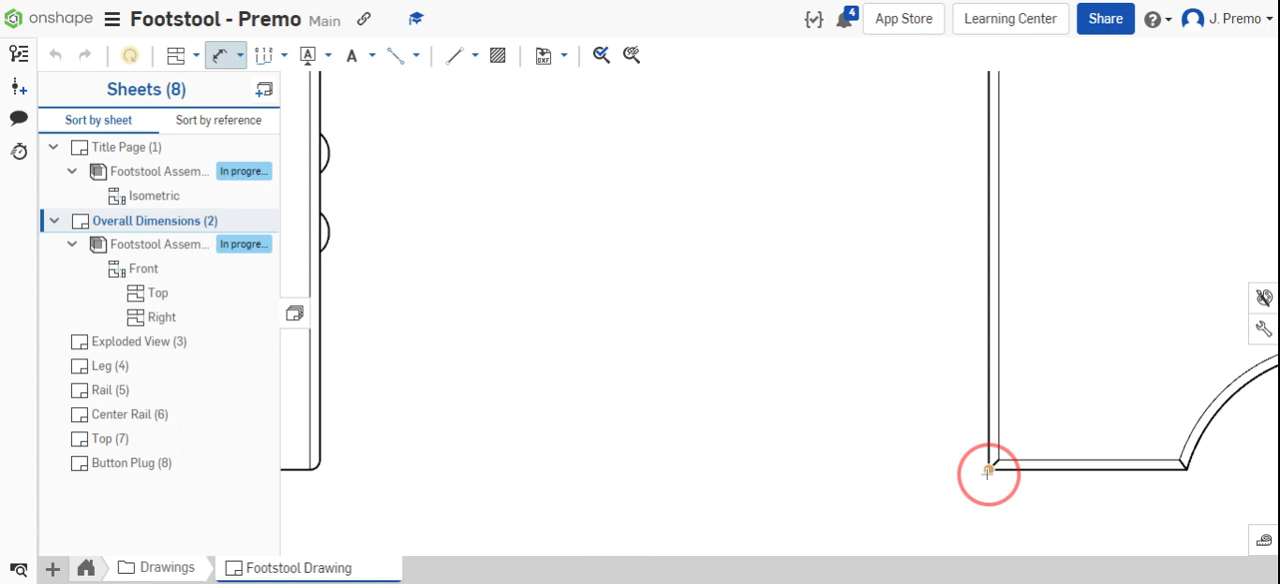 onshape Footstool - Premo Main 4 App Store Learning Center Share J. Premo
Sheets (8)
Sort by sheet Sort by reference
Title Page (1)
Footstool Assem... In progre...
Isometric
Overall Dimensions (2)
Footstool Assem... In progre...
Front
Top
Right
Exploded View (3)
Leg (4)
Rail (5)
Center Rail (6)
Top (7)
Button Plug (8)
Drawings Footstool Drawing